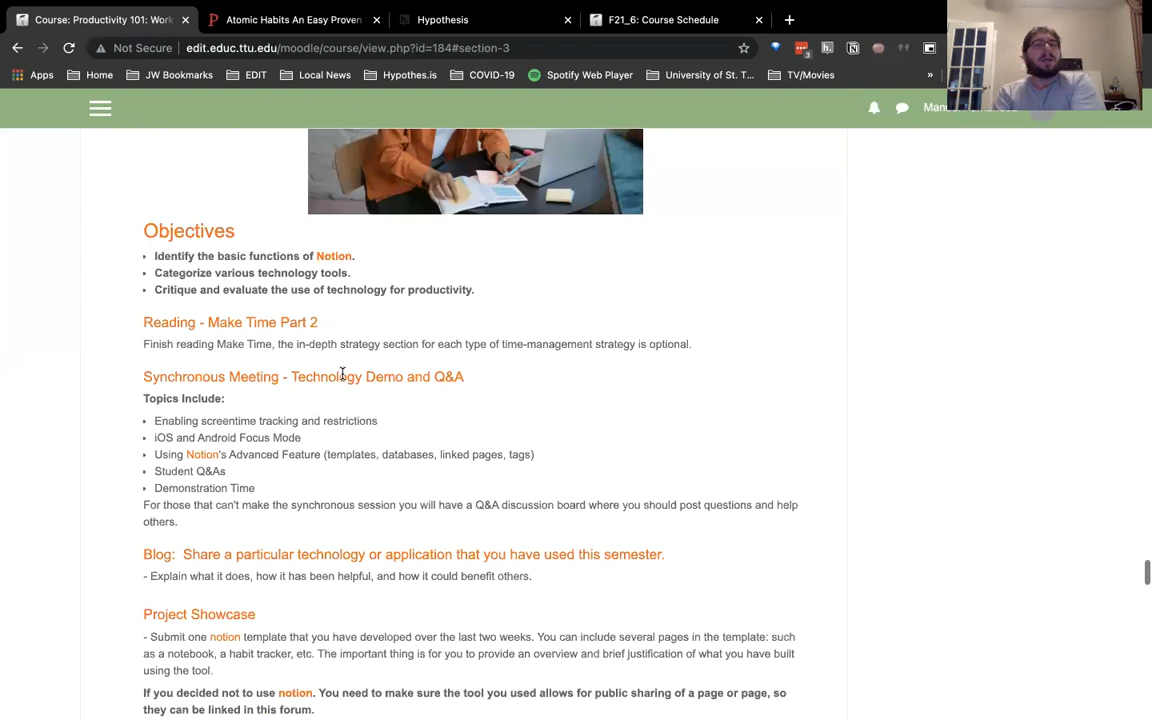 Course: Productivity 101: Work
Atomic Habits An Easy Proven
Hypothesis
F21_6: Course Schedule
Not Secure
edit.educ.ttu.edu/moodle/course/view.php?id=184#section-3
3
Apps
Home
JW Bookmarks
EDIT
Local News
Hypothes.is
COVID-19
Spotify Web Player
University of St. T...
TV/Movies
»
Objectives
• Identify the basic functions of Notion.
• Categorize various technology tools.
• Critique and evaluate the use of technology for productivity.
Reading - Make Time Part 2
Finish reading Make Time, the in-depth strategy section for each type of time-management strategy is optional.
Synchronous Meeting - Technology Demo and Q&A
Topics Include:
• Enabling screentime tracking and restrictions
• iOS and Android Focus Mode
• Using Notion's Advanced Feature (templates, databases, linked pages, tags)
• Student Q&As
• Demonstration Time
For those that can't make the synchronous session you will have a Q&A discussion board where you should post questions and help
others.
Blog: Share a particular technology or application that you have used this semester.
- Explain what it does, how it has been helpful, and how it could benefit others.
Project Showcase
- Submit one notion template that you have developed over the last two weeks. You can include several pages in the template: such
as a notebook, a habit tracker, etc. The important thing is for you to provide an overview and brief justification of what you have built
using the tool.
If you decided not to use notion. You need to make sure the tool you used allows for public sharing of a page or page, so
they can be linked in this forum.